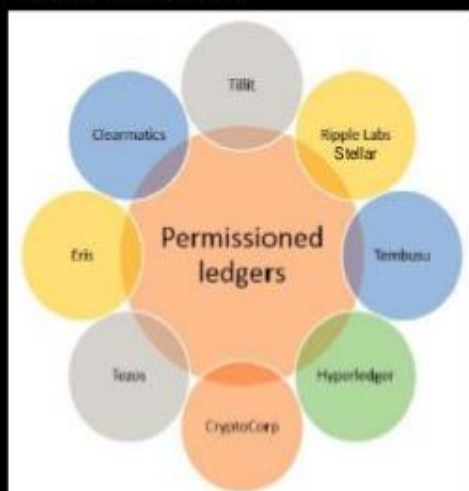 Permissioned
ledgers
Tillit
Ripple Labs
Stellar
Tembusu
Hyperledger
CryptoCorp
Tezos
Eris
Clearmatics